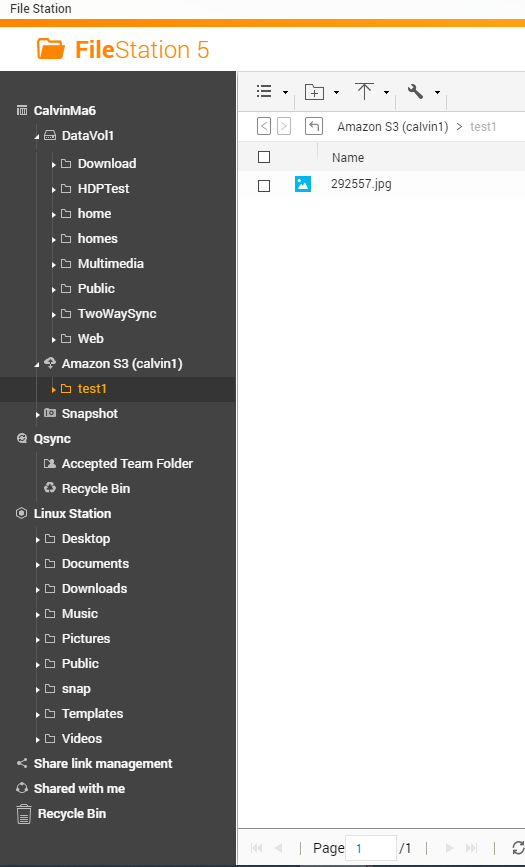 File Station
FileStation 5
CalvinMa6
DataVol1
Download
HDPTest
home
homes
Multimedia
Public
TwoWaySync
Web
Amazon S3 (calvin1)
test1
Snapshot
Qsync
Accepted Team Folder
Recycle Bin
Linux Station
Desktop
Documents
Downloads
Music
Pictures
Public
snap
Templates
Videos
Share link management
Shared with me
Recycle Bin
Amazon S3 (calvin1) > test1
Name
292557.jpg
Page 1 /1